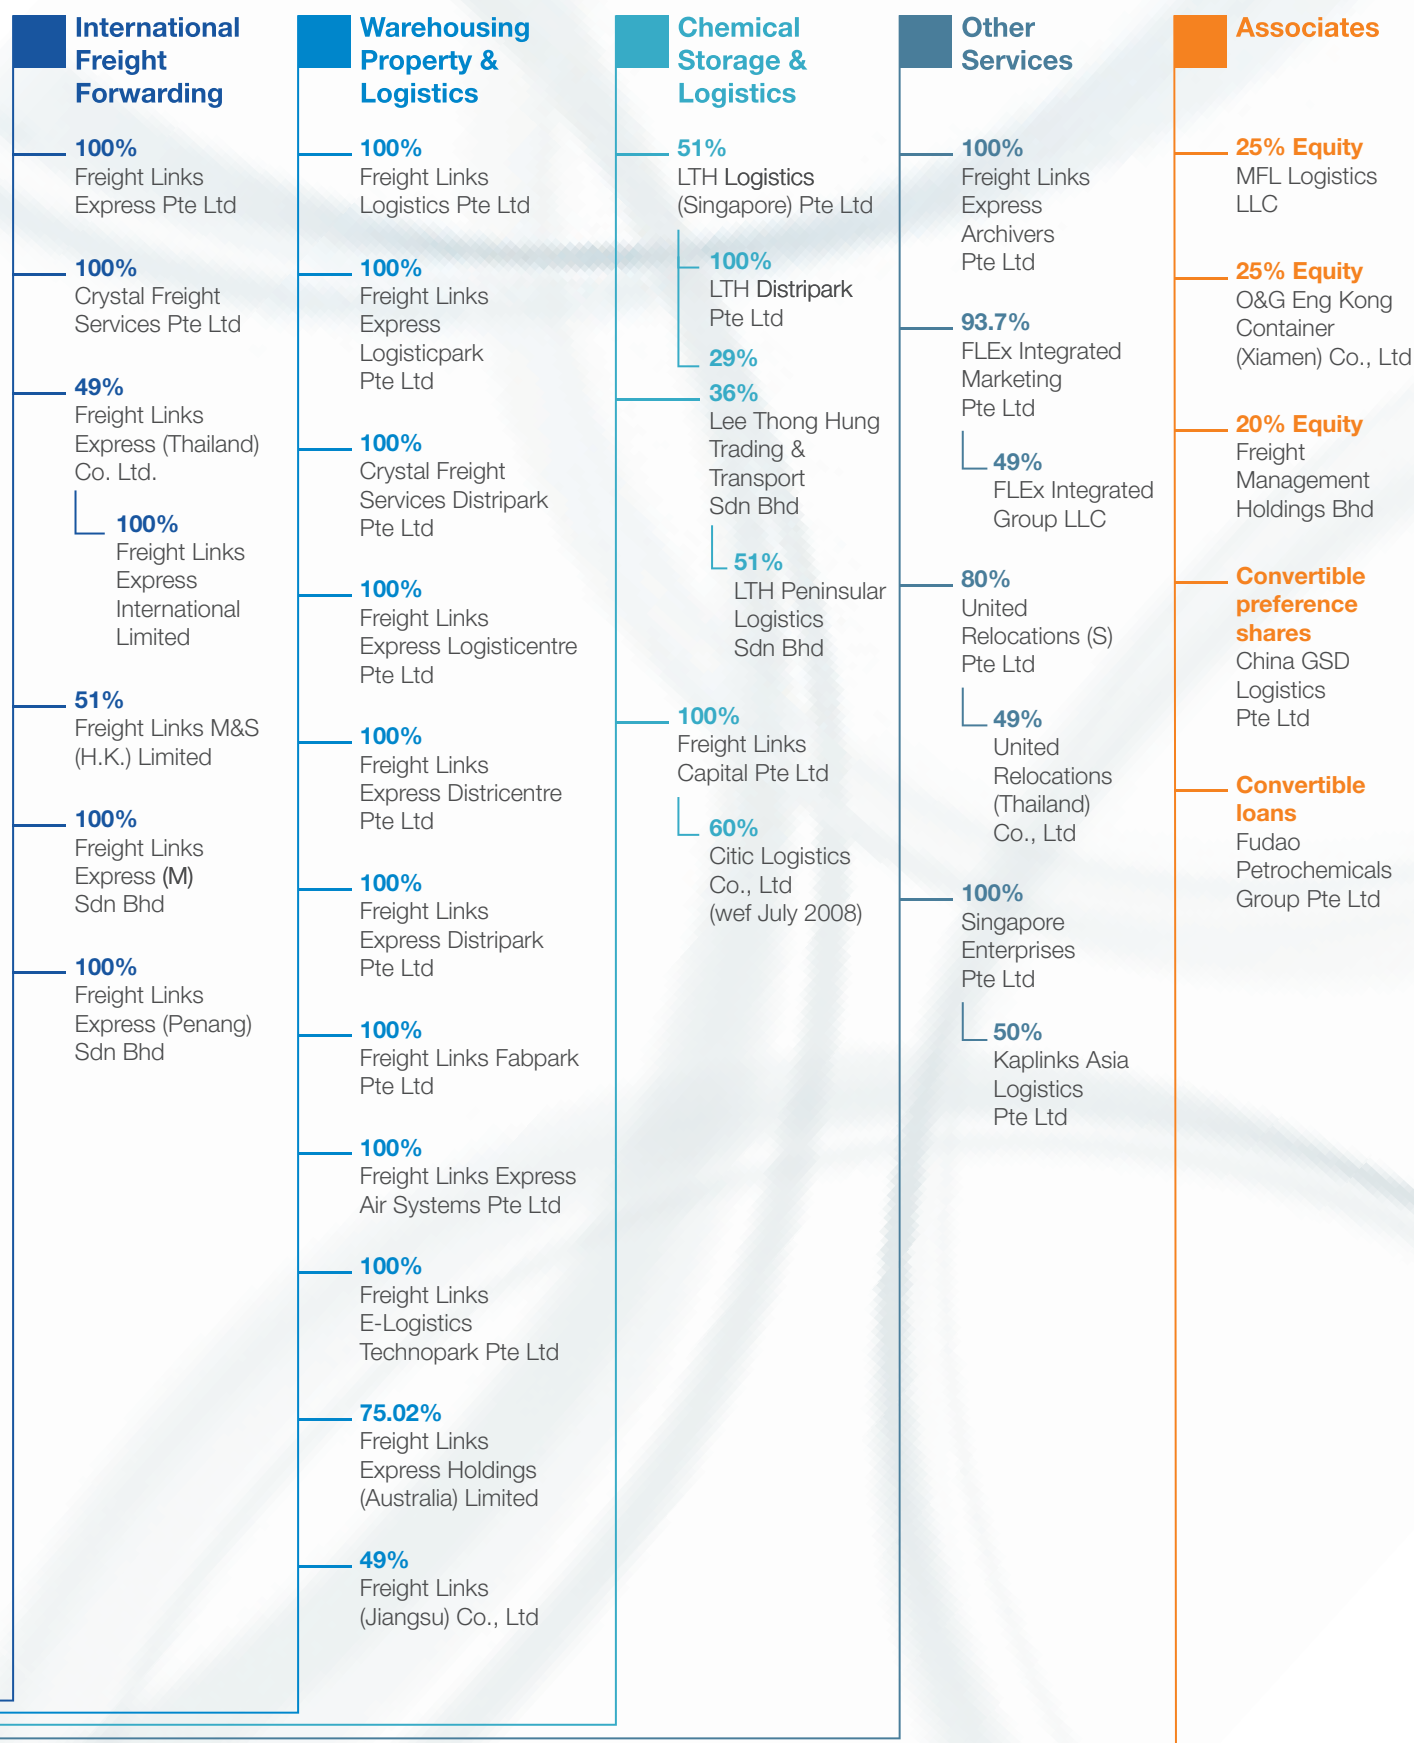 International
Freight
Forwarding
100%
Freight Links
Express Pte Ltd
100%
Crystal Freight
Services Pte Ltd
49%
Freight Links
Express (Thailand)
Co. Ltd.
100%
Freight Links
Express
International
Limited
51%
Freight Links M&S
(H.K.) Limited
100%
Freight Links
Express (M)
Sdn Bhd
100%
Freight Links
Express (Penang)
Sdn Bhd
Warehousing
Property &
Logistics
100%
Freight Links
Logistics Pte Ltd
100%
Freight Links
Express
Logisticpark
Pte Ltd
100%
Crystal Freight
Services Distripark
Pte Ltd
100%
Freight Links
Express Logisticentre
Pte Ltd
100%
Freight Links
Express Districentre
Pte Ltd
100%
Freight Links
Express Distripark
Pte Ltd
100%
Freight Links Fabpark
Pte Ltd
100%
Freight Links Express
Air Systems Pte Ltd
100%
Freight Links
E-Logistics
Technopark Pte Ltd
75.02%
Freight Links
Express Holdings
(Australia) Limited
49%
Freight Links
(Jiangsu) Co., Ltd
Chemical
Storage &
Logistics
51%
LTH Logistics
(Singapore) Pte Ltd
100%
LTH Distripark
Pte Ltd
29%
36%
Lee Thong Hung
Trading &
Transport
Sdn Bhd
51%
LTH Peninsular
Logistics
Sdn Bhd
100%
Freight Links
Capital Pte Ltd
60%
Citic Logistics
Co., Ltd
(wef July 2008)
Other
Services
100%
Freight Links
Express
Archivers
Pte Ltd
93.7%
FLEx Integrated
Marketing
Pte Ltd
49%
FLEx Integrated
Group LLC
80%
United
Relocations (S)
Pte Ltd
49%
United
Relocations
(Thailand)
Co., Ltd
100%
Singapore
Enterprises
Pte Ltd
50%
Kaplinks Asia
Logistics
Pte Ltd
Associates
25% Equity
MFL Logistics
LLC
25% Equity
O&G Eng Kong
Container
(Xiamen) Co., Ltd
20% Equity
Freight
Management
Holdings Bhd
Convertible
preference
shares
China GSD
Logistics
Pte Ltd
Convertible
loans
Fudao
Petrochemicals
Group Pte Ltd